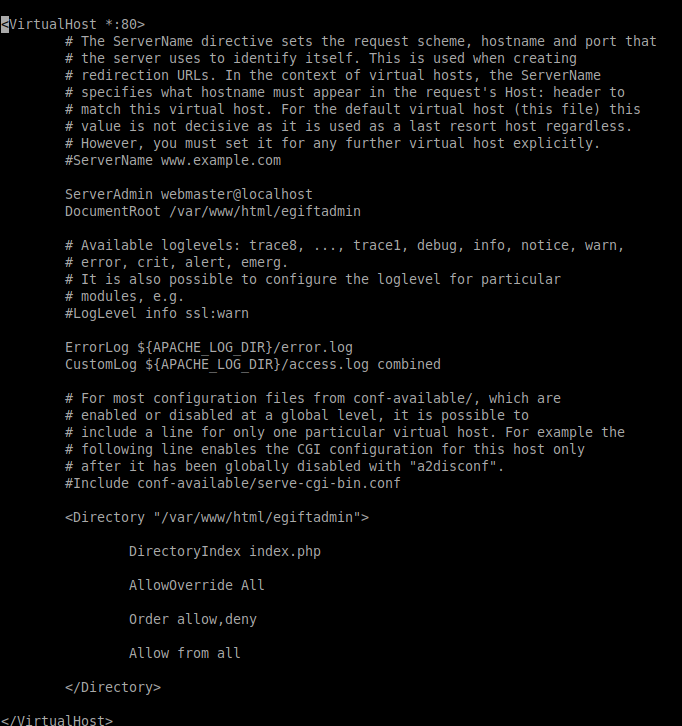 <VirtualHost *:80>
# The ServerName directive sets the request scheme, hostname and port that
# the server uses to identify itself. This is used when creating
# redirection URLs. In the context of virtual hosts, the ServerName
# specifies what hostname must appear in the request's Host: header to
# match this virtual host. For the default virtual host (this file) this
# value is not decisive as it is used as a last resort host regardless.
# However, you must set it for any further virtual host explicitly.
#ServerName www.example.com
ServerAdmin webmaster@localhost
DocumentRoot /var/www/html/egiftadmin
# Available loglevels: trace8, ..., trace1, debug, info, notice, warn,
# error, crit, alert, emerg.
# It is also possible to configure the loglevel for particular
# modules, e.g.
#LogLevel info ssl:warn
ErrorLog ${APACHE_LOG_DIR}/error.log
CustomLog ${APACHE_LOG_DIR}/access.log combined
# For most configuration files from conf-available/, which are
# enabled or disabled at a global level, it is possible to
# include a line for only one particular virtual host. For example the
# following line enables the CGI configuration for this host only
# after it has been globally disabled with "a2disconf".
#Include conf-available/serve-cgi-bin.conf
<Directory "/var/www/html/egiftadmin">
DirectoryIndex index.php
AllowOverride All
Order allow,deny
Allow from all
</Directory>
</VirtualHost>